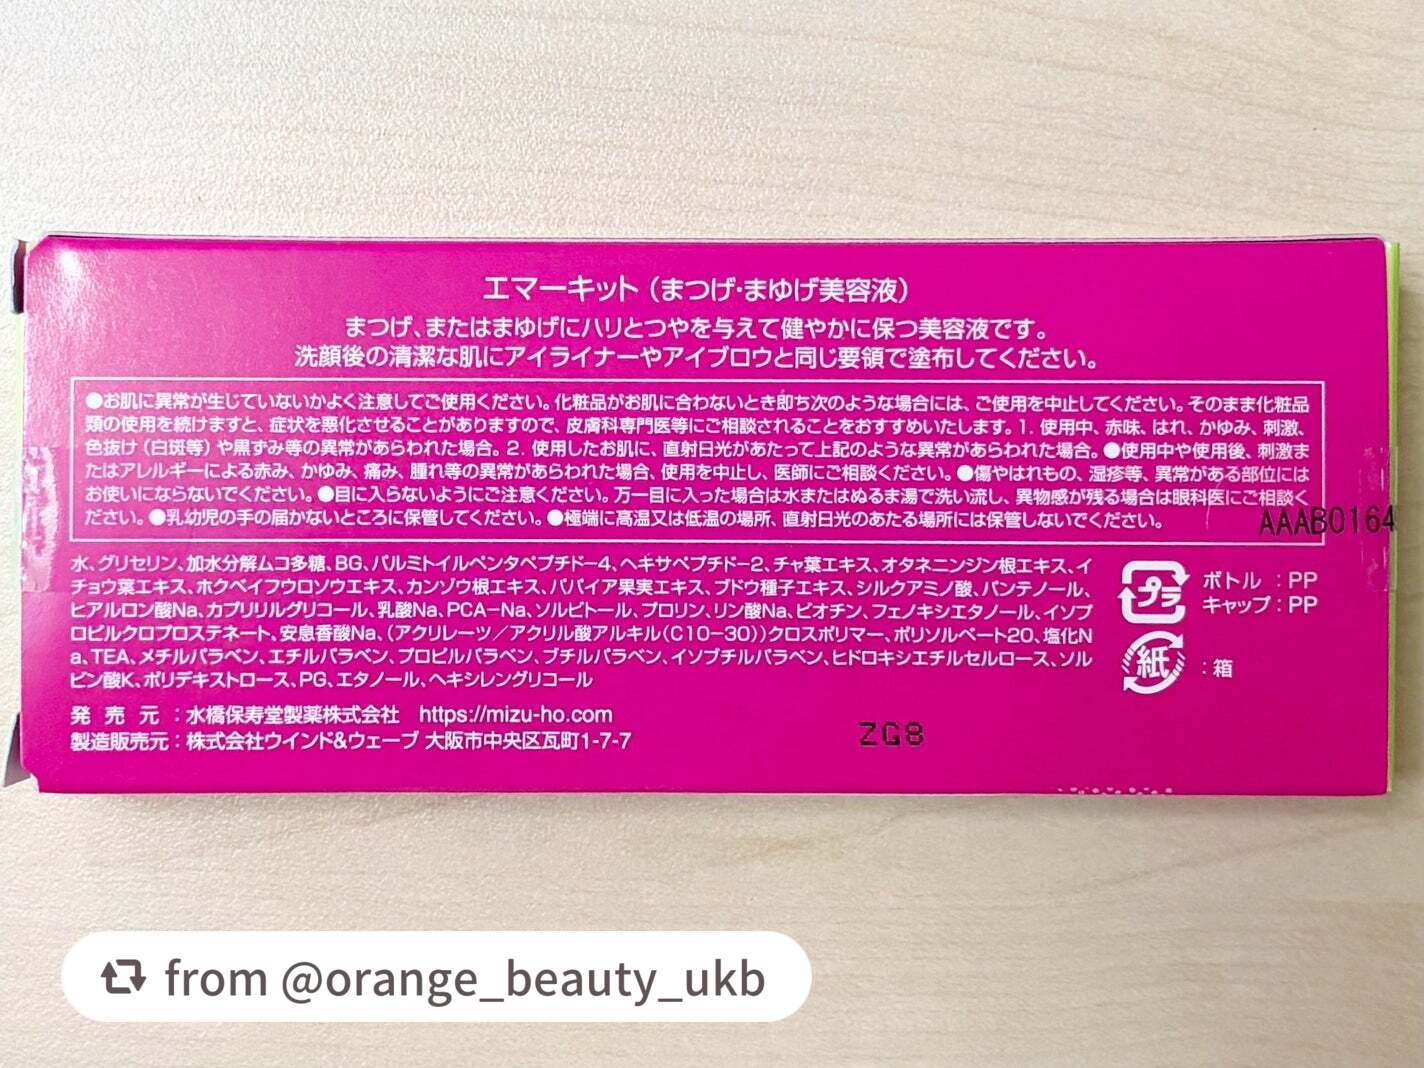 エマーキット（まつげ・まゆげ美容液）
まつげ、またはまゆげにハリとつやを与えて健やかに保つ美容液です。
洗顔後の清潔な肌にアイライナーやアイブロウと同じ要領で塗布してください。
●お肌に異常が生じていないかよく注意してご使用ください。化粧品がお肌に合わないとき即ち次のような場合には、ご使用を中止してください。そのまま化粧品
類の使用を続けますと、症状を悪化させることがありますので、皮膚科専門医等にご相談されることをおすすめいたします。1. 使用中、赤味、はれ、かゆみ、刺激、
色抜け（白斑等）や黒ずみ等の異常があらわれた場合。2. 使用したお肌に、直射日光があたって上記のような異常があらわれた場合。●使用中や使用後、刺激ま
たはアレルギーによる赤み、かゆみ、痛み、腫れ等の異常があらわれた場合、使用を中止し、医師にご相談ください。●傷やはれもの、湿疹等、異常がある部位には
お使いにならないでください。●目に入らないようにご注意ください。万一目に入った場合は水またはぬるま湯で洗い流し、異物感が残る場合は眼科医にご相談く
ださい。●乳幼児の手の届かないところに保管してください。●極端に高温又は低温の場所、直射日光のあたる場所には保管しないでください。
AAAB0164
水、グリセリン、加水分解ムコ多糖、BG、パルミトイルペンタペプチド-4、ヘキサペプチド-2、チャ葉エキス、オタネニンジン根エキス、イ
チョウ葉エキス、ホクベイフウロソウエキス、カンゾウ根エキス、パパイア果実エキス、ブドウ種子エキス、シルクアミノ酸、パンテノール、
ヒアルロン酸Na、カプリリルグリコール、乳酸Na、PCA-Na、ソルビトール、プロリン、リン酸Na、ビオチン、フェノキシエタノール、イソプ
ロピルクロプロステネート、安息香酸Na、（アクリレーツ／アクリル酸アルキル（C10-30））クロスポリマー、ポリソルベート20、塩化N
a、TEA、メチルパラベン、エチルパラベン、プロピルパラベン、ブチルパラベン、イソブチルパラベン、ヒドロキシエチルセルロース、ソル
ビン酸K、ポリデキストロース、PG、エタノール、ヘキシレングリコール
プラ
ボトル：PP
キャップ：PP
紙
：箱
発売元：水橋保寿堂製薬株式会社 https://mizu-ho.com
製造販売元：株式会社ウインド&ウェーブ 大阪市中央区瓦町1-7-7
ZG8
from @orange_beauty_ukb